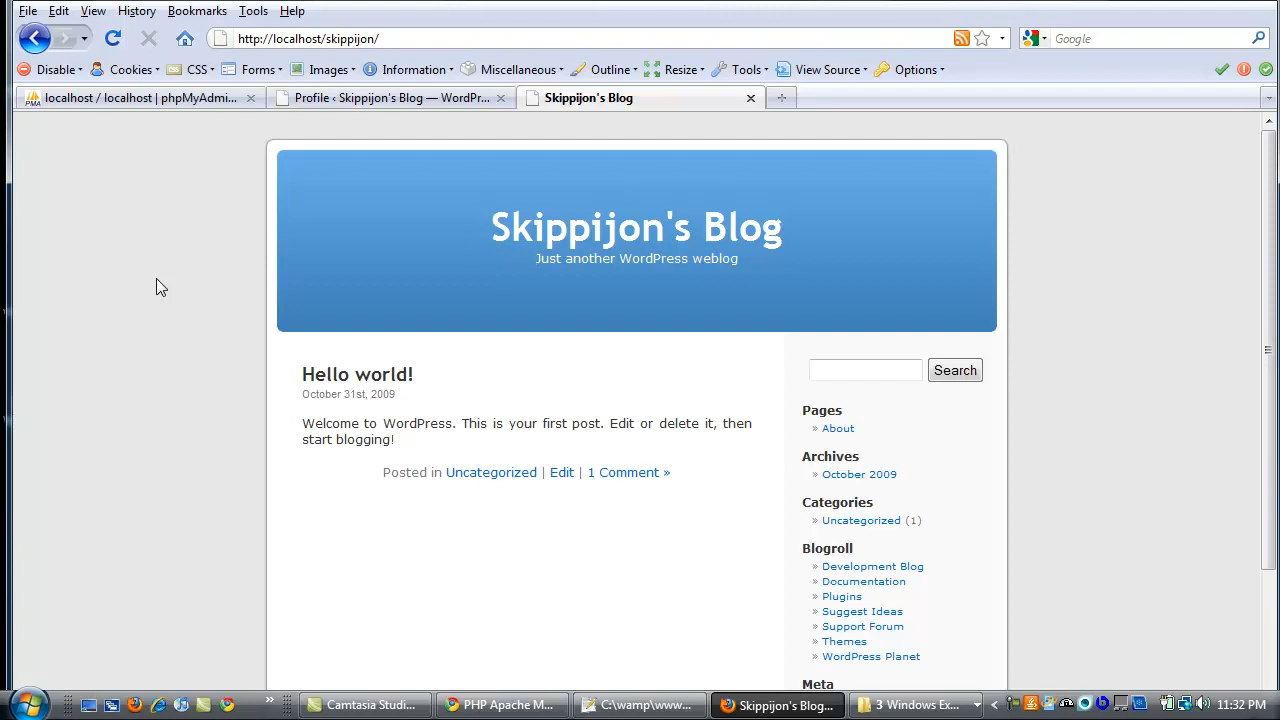 File Edit View History Bookmarks Tools Help
http://localhost/skippijon/
Google
Disable Cookies CSS Forms Images Information Miscellaneous Outline Resize Tools View Source Options
localhost / localhost | phpMyAdmi...
Profile ‹ Skippijon's Blog — WordPr...
Skippijon's Blog
Skippijon's Blog
Just another WordPress weblog
Hello world!
October 31st, 2009
Welcome to WordPress. This is your first post. Edit or delete it, then
start blogging!
Posted in Uncategorized | Edit | 1 Comment »
Search
Pages
» About
Archives
» October 2009
Categories
» Uncategorized (1)
Blogroll
» Development Blog
» Documentation
» Plugins
» Suggest Ideas
» Support Forum
» Themes
» WordPress Planet
Meta
Camtasia Studi...
PHP Apache M...
C:\wamp\www...
Skippijon's Blog...
3 Windows Ex...
11:32 PM